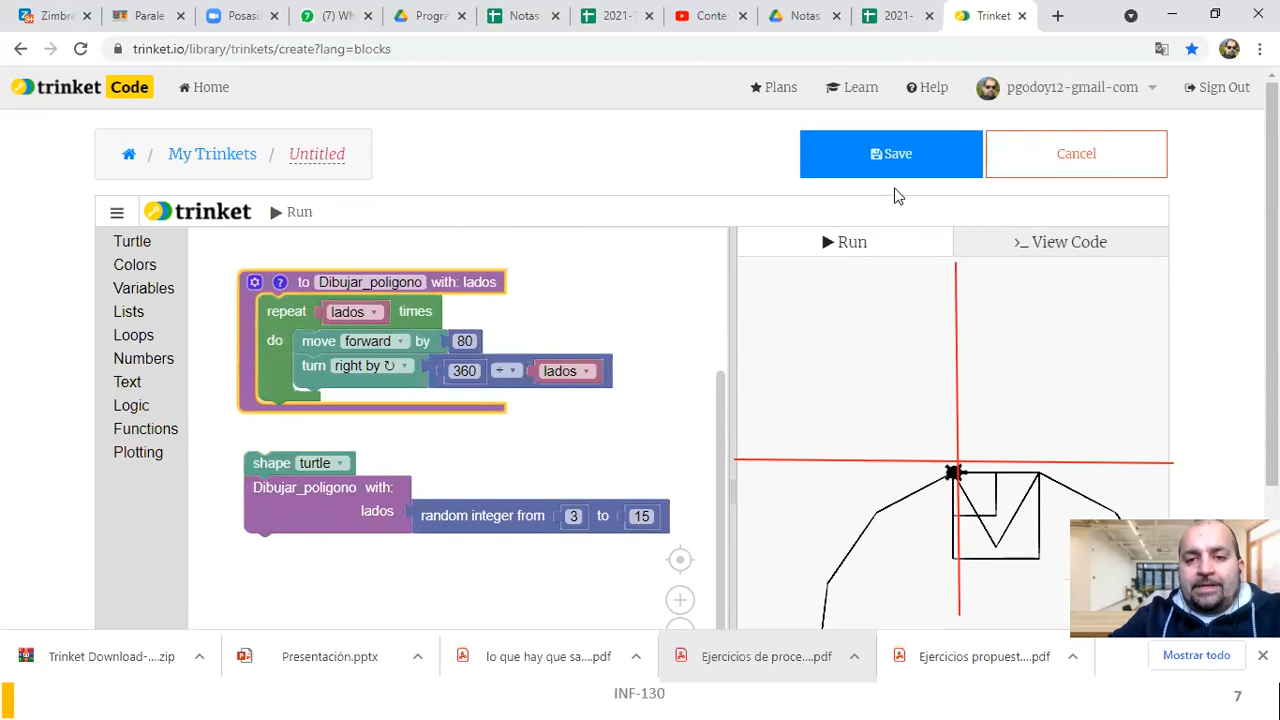 Zimbre
Parale
Posas
(7) Wh
Progra
Notas
2021-1
Conte
Notas
2021-
Trinket
trinket.io/library/trinkets/create?lang=blocks
trinket Code Home Plans Learn Help pgodoy12-gmail-com Sign Out
/ My Trinkets / Untitled Save Cancel
trinket Run
Run >_ View Code
Turtle
Colors
Variables
Lists
Loops
Numbers
Text
Logic
Functions
Plotting
to Dibujar_poligono with: lados
repeat lados times
do move forward by 80
turn right by ↻ 360 ÷ lados
shape turtle
Dibujar_poligono with:
lados random integer from 3 to 15
Trinket Download-....zip
Presentación.pptx
lo que hay que sa....pdf
Ejercicios de proce....pdf
Ejercicios propuest....pdf
Mostrar todo
INF-130
7